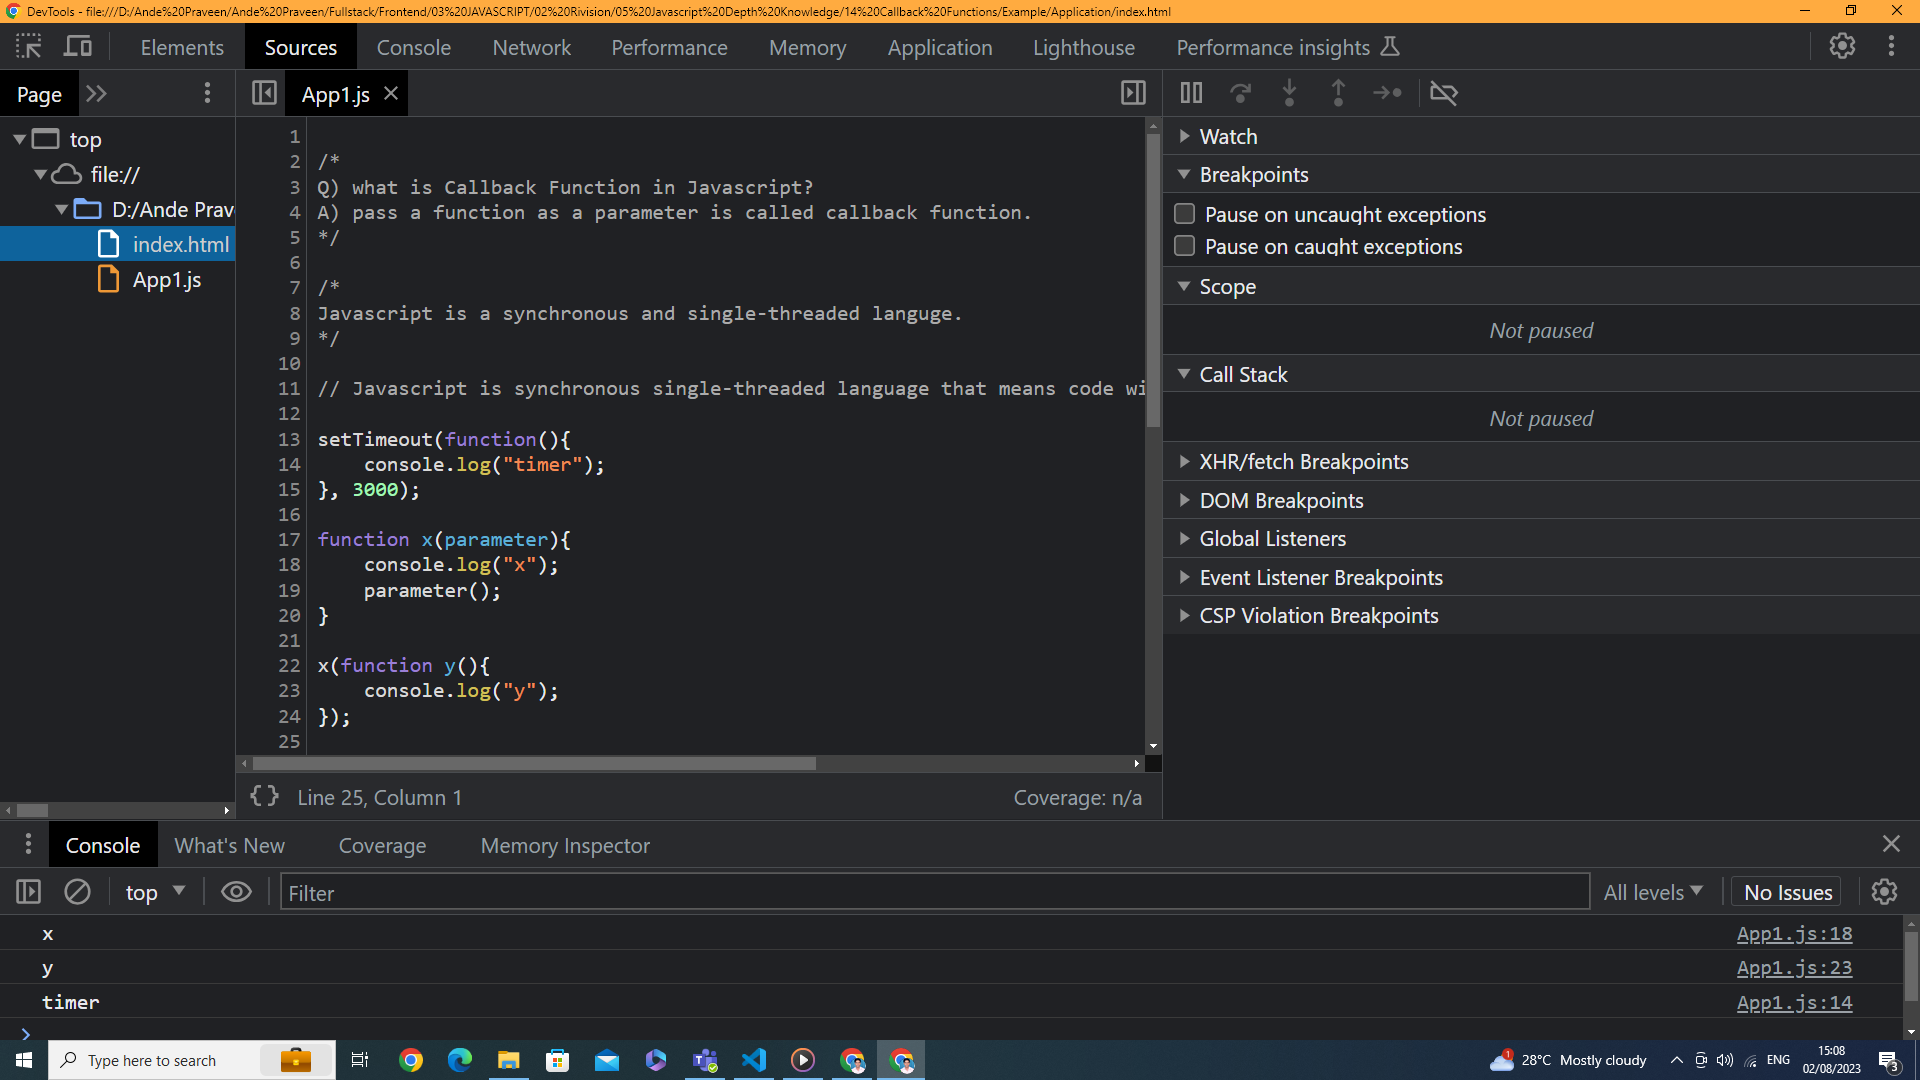 DevTools - file:///D:/Ande%20Praveen/Ande%20Praveen/Fullstack/Frontend/03%20JAVASCRIPT/02%20Rivision/05%20Javascript%20Depth%20Knowledge/14%20Callback%20Functions/Example/Application/index.html
Elements Sources Console Network Performance Memory Application Lighthouse Performance insights
Page
App1.js
top
file://
D:/Ande Prav
index.html
App1.js
1
2 /*
3 Q) what is Callback Function in Javascript?
4 A) pass a function as a parameter is called callback function.
5 */
6
7 /*
8 Javascript is a synchronous and single-threaded languge.
9 */
10
11 // Javascript is synchronous single-threaded language that means code wi
12
13 setTimeout(function(){
14     console.log("timer");
15 }, 3000);
16
17 function x(parameter){
18     console.log("x");
19     parameter();
20 }
21
22 x(function y(){
23     console.log("y");
24 });
25
{} Line 25, Column 1
Coverage: n/a
Watch
Breakpoints
Pause on uncaught exceptions
Pause on caught exceptions
Scope
Not paused
Call Stack
Not paused
XHR/fetch Breakpoints
DOM Breakpoints
Global Listeners
Event Listener Breakpoints
CSP Violation Breakpoints
Console What's New Coverage Memory Inspector
top Filter All levels No Issues
x App1.js:18
y App1.js:23
timer App1.js:14
Type here to search
1
28°C Mostly cloudy
ENG
15:08
02/08/2023
3